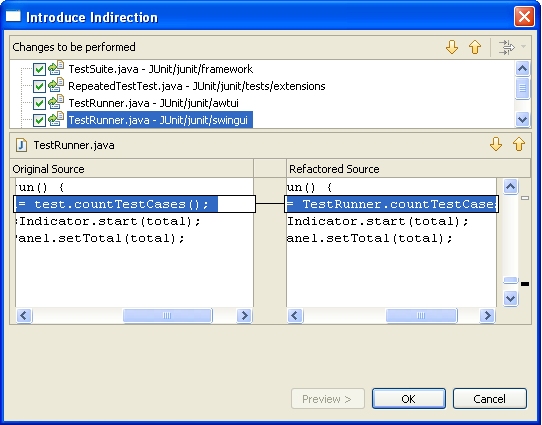 Introduce Indirection
Changes to be performed
TestSuite.java - JUnit/junit/framework
RepeatedTestTest.java - JUnit/junit/tests/extensions
TestRunner.java - JUnit/junit/awtui
TestRunner.java - JUnit/junit/swingui
TestRunner.java
Original Source
Refactored Source
un() {
= test.countTestCases();
Indicator.start(total);
anel.setTotal(total);
un() {
= TestRunner.countTestCase
Indicator.start(total);
anel.setTotal(total);
Preview >
OK
Cancel